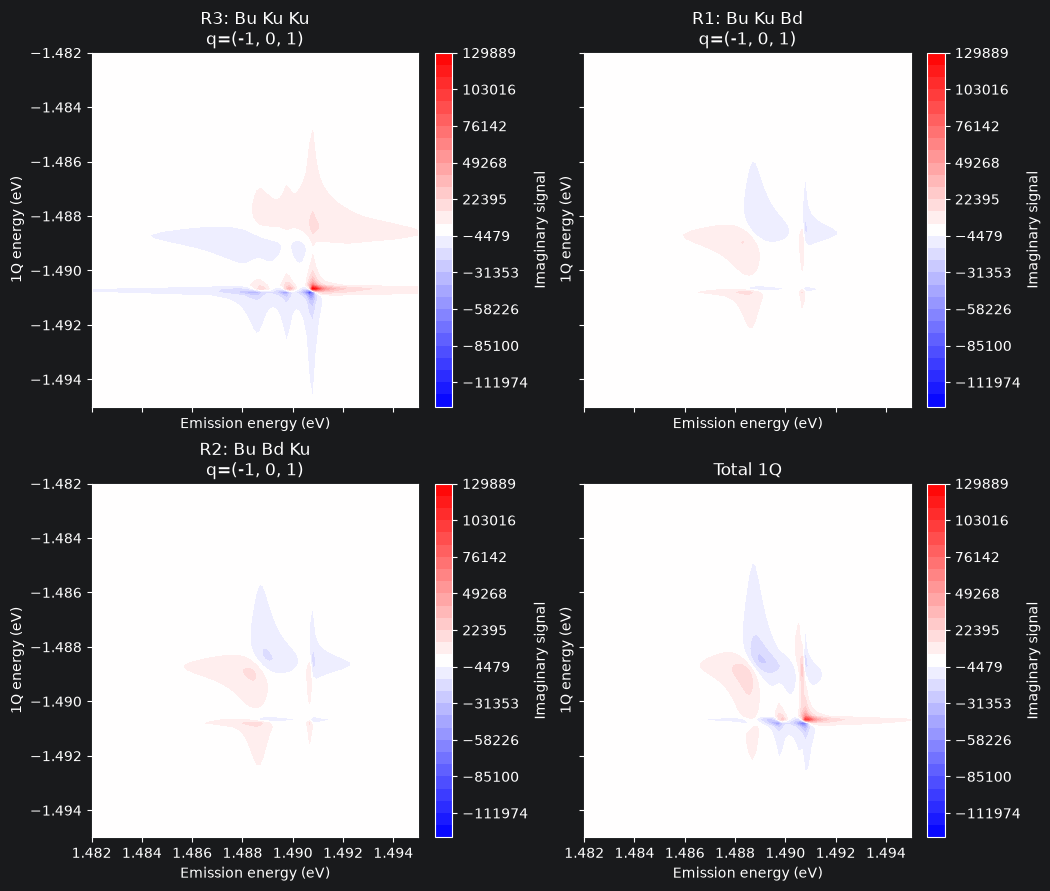 R3: Bu Ku Ku
q=(-1, 0, 1)
−1.482
−1.484
−1.486
−1.488
−1.490
−1.492
−1.494
1Q energy (eV)
Emission energy (eV)
129889
103016
76142
49268
22395
−4479
−31353
−58226
−85100
−111974
Imaginary signal
R1: Bu Ku Bd
q=(-1, 0, 1)
1Q energy (eV)
Emission energy (eV)
129889
103016
76142
49268
22395
−4479
−31353
−58226
−85100
−111974
Imaginary signal
R2: Bu Bd Ku
q=(-1, 0, 1)
−1.482
−1.484
−1.486
−1.488
−1.490
−1.492
−1.494
1Q energy (eV)
1.482 1.484 1.486 1.488 1.490 1.492 1.494
Emission energy (eV)
129889
103016
76142
49268
22395
−4479
−31353
−58226
−85100
−111974
Imaginary signal
Total 1Q
1Q energy (eV)
1.482 1.484 1.486 1.488 1.490 1.492 1.494
Emission energy (eV)
129889
103016
76142
49268
22395
−4479
−31353
−58226
−85100
−111974
Imaginary signal